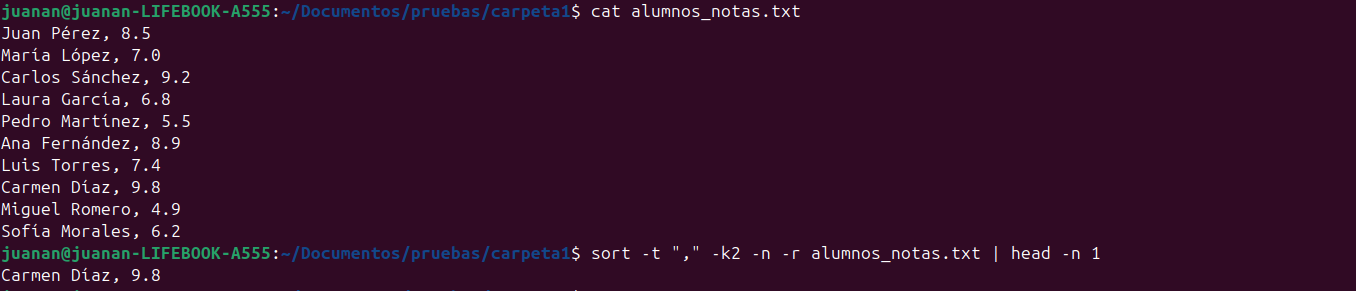 juanan@juanan-LIFEBOOK-A555:~/Documentos/pruebas/carpeta1$ cat alumnos_notas.txt
Juan Pérez, 8.5
María López, 7.0
Carlos Sánchez, 9.2
Laura García, 6.8
Pedro Martínez, 5.5
Ana Fernández, 8.9
Luis Torres, 7.4
Carmen Díaz, 9.8
Miguel Romero, 4.9
Sofía Morales, 6.2
juanan@juanan-LIFEBOOK-A555:~/Documentos/pruebas/carpeta1$ sort -t "," -k2 -n -r alumnos_notas.txt | head -n 1
Carmen Díaz, 9.8